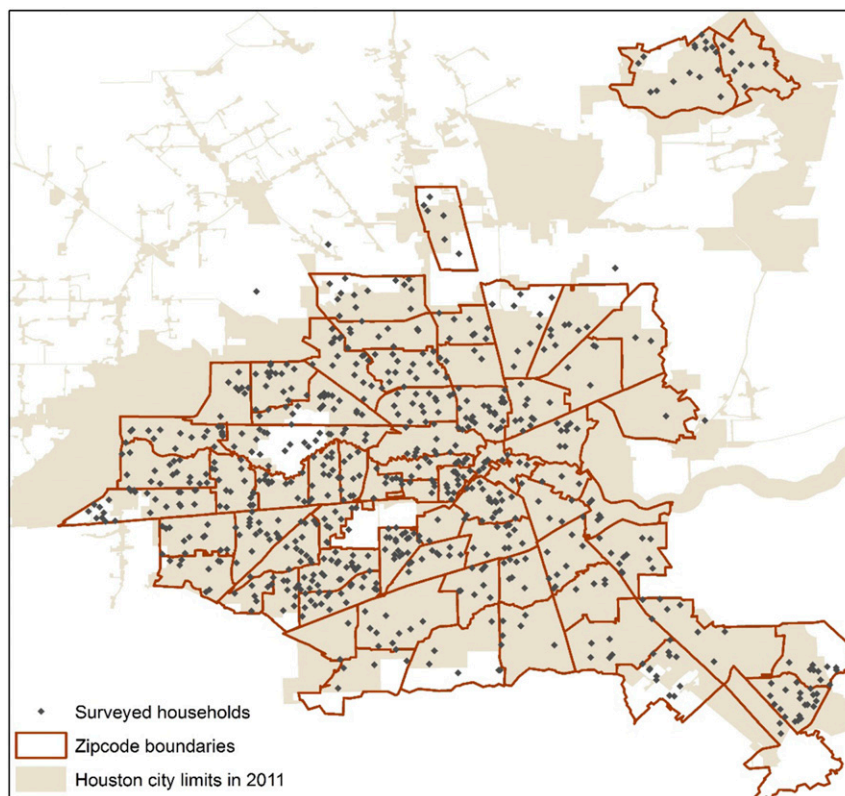 Surveyed households
Zipcode boundaries
Houston city limits in 2011